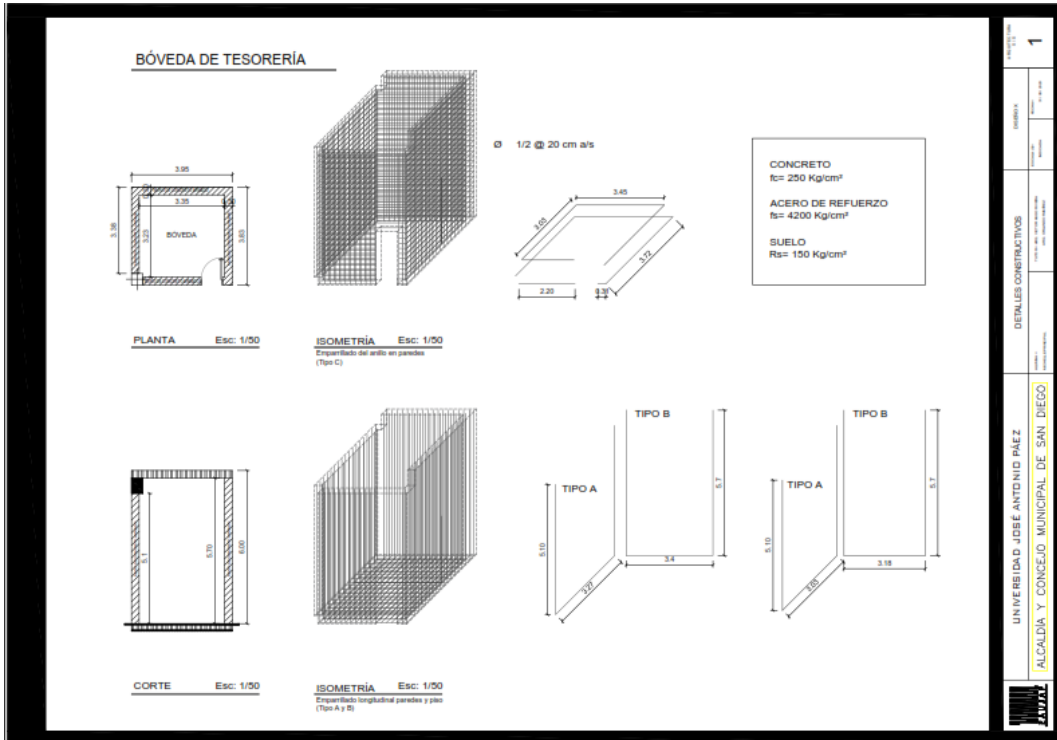 BÓVEDA DE TESORERÍA
Ø 1/2 @ 20 cm a/s
CONCRETO
fc= 250 Kg/cm²
ACERO DE REFUERZO
fs= 4200 Kg/cm²
SUELO
Rs= 150 Kg/cm²
3.95
3.35
3.38
3.23
3.83
BÓVEDA
3.45
3.03
3.72
2.20
PLANTA Esc: 1/50
ISOMETRÍA Esc: 1/50
Emparrillado del anillo en paredes
(Tipo C)
5.1
5.70
6.00
TIPO A
TIPO B
5.10
3.27
3.4
5.7
TIPO A
TIPO B
5.10
3.03
3.18
5.7
CORTE Esc: 1/50
ISOMETRÍA Esc: 1/50
Emparrillado longitudinal paredes y piso
(Tipo A y B)
1
DETALLES CONSTRUCTIVOS
UNIVERSIDAD JOSÉ ANTONIO PÁEZ
ALCALDÍA Y CONCEJO MUNICIPAL DE SAN DIEGO